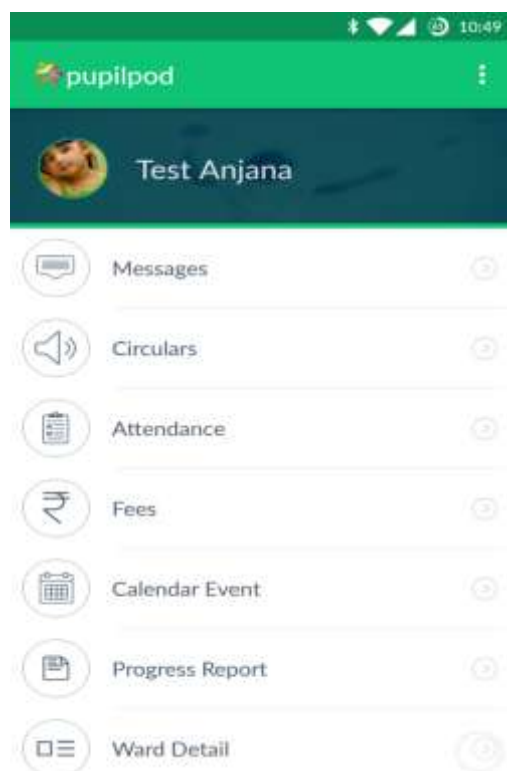 10:49
pupilpod
Test Anjana
Messages
Circulars
Attendance
₹ Fees
Calendar Event
Progress Report
Ward Detail